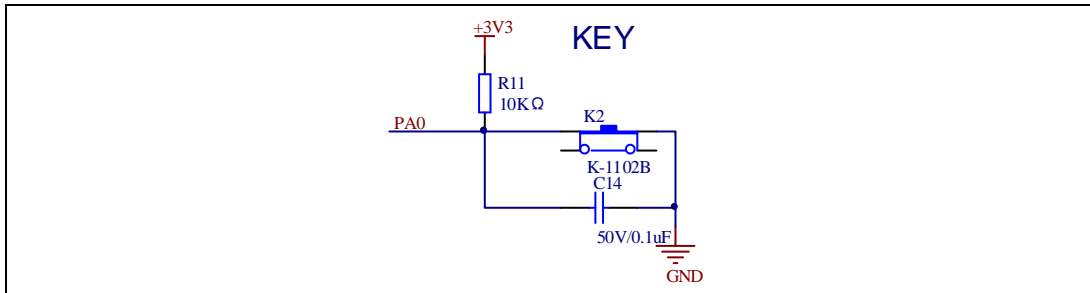 +3V3
KEY
R11
10KΩ
PA0
K2
K-1102B
C14
50V/0.1uF
GND